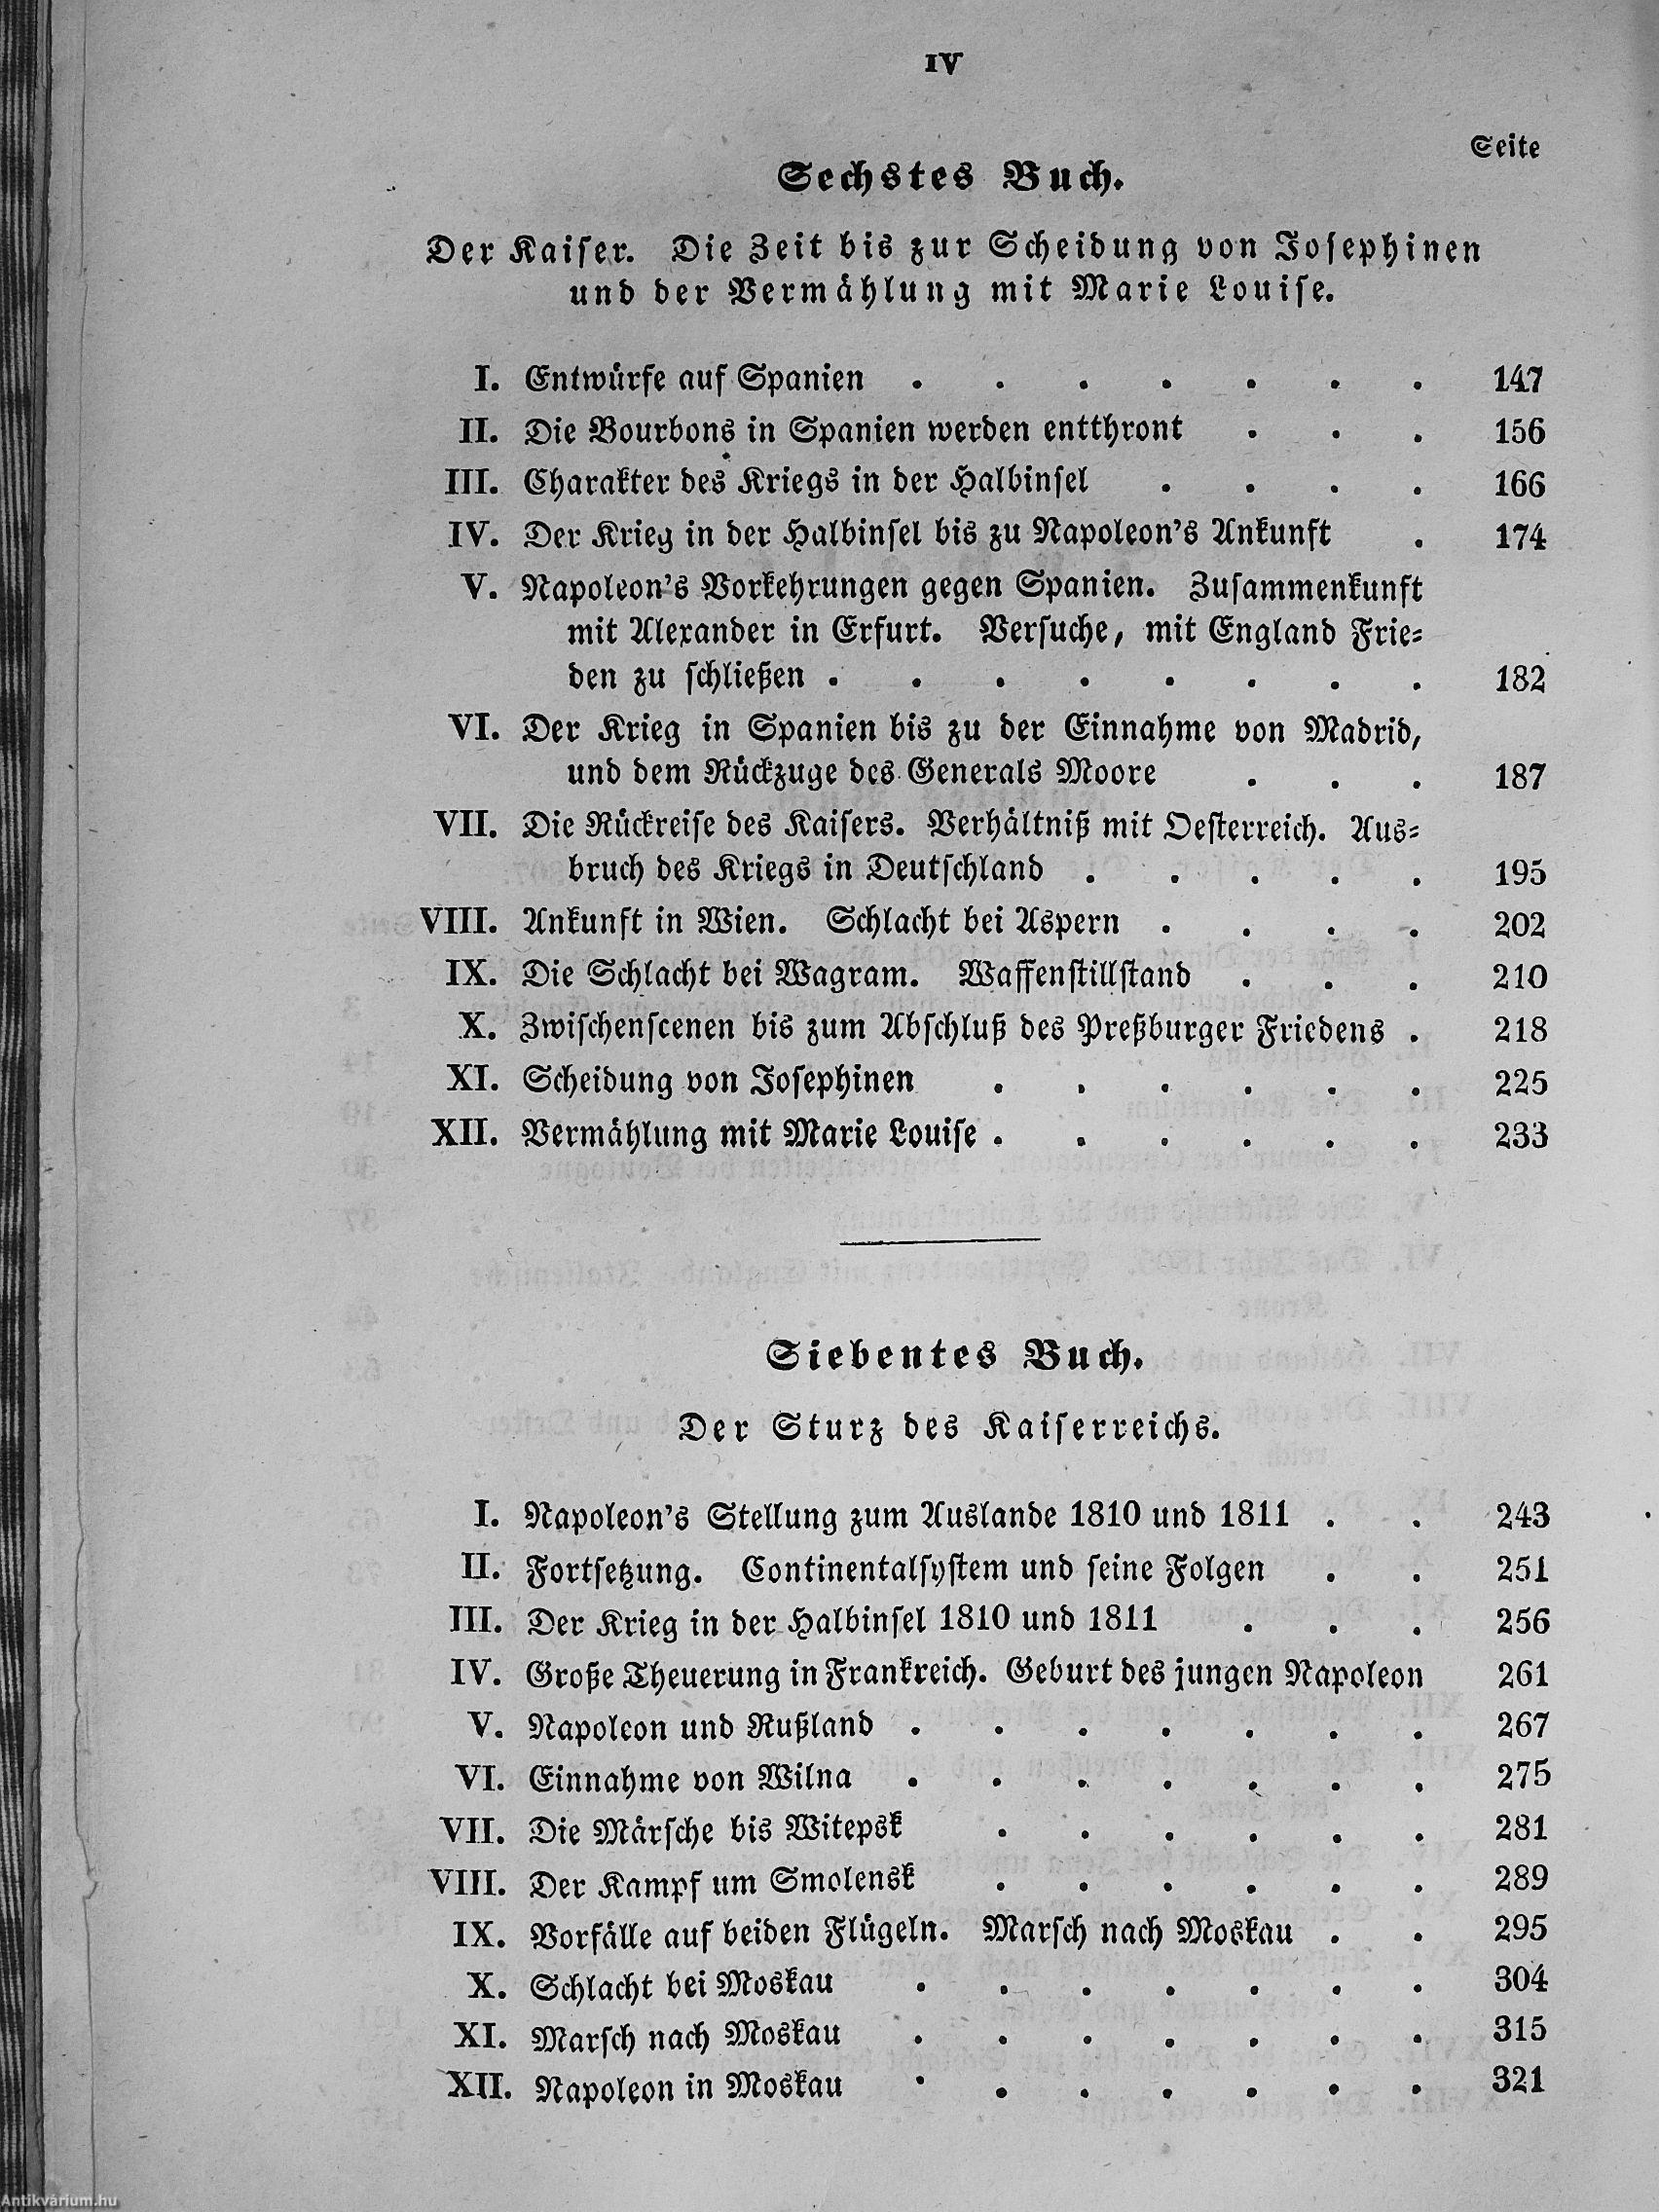 IV
Seite
Sechstes Buch.
Der Kaiser. Die Zeit bis zur Scheidung von Josephinen
und der Vermählung mit Marie Louise.
I. Entwürfe auf Spanien . . . . . . . 147
II. Die Bourbons in Spanien werden entthront . . . 156
III. Charakter des Kriegs in der Halbinsel . . . . 166
IV. Der Krieg in der Halbinsel bis zu Napoleon's Ankunft . 174
V. Napoleon's Vorkehrungen gegen Spanien. Zusammenkunft
mit Alexander in Erfurt. Versuche, mit England Frie-
den zu schließen . . . . . . . . 182
VI. Der Krieg in Spanien bis zu der Einnahme von Madrid,
und dem Rückzuge des Generals Moore . . . 187
VII. Die Rückreise des Kaisers. Verhältniß mit Oesterreich. Aus-
bruch des Kriegs in Deutschland . . . . . 195
VIII. Ankunft in Wien. Schlacht bei Aspern . . . . 202
IX. Die Schlacht bei Wagram. Waffenstillstand . . . 210
X. Zwischenscenen bis zum Abschluß des Preßburger Friedens . 218
XI. Scheidung von Josephinen . . . . . . 225
XII. Vermählung mit Marie Louise . . . . . . 233
Siebentes Buch.
Der Sturz des Kaiserreichs.
I. Napoleon's Stellung zum Auslande 1810 und 1811 . . 243
II. Fortsetzung. Continentalsystem und seine Folgen . . 251
III. Der Krieg in der Halbinsel 1810 und 1811 . . . 256
IV. Große Theuerung in Frankreich. Geburt des jungen Napoleon 261
V. Napoleon und Rußland . . . . . . . 267
VI. Einnahme von Wilna . . . . . . . 275
VII. Die Märsche bis Witepsk . . . . . . 281
VIII. Der Kampf um Smolensk . . . . . . 289
IX. Vorfälle auf beiden Flügeln. Marsch nach Moskau . . 295
X. Schlacht bei Moskau . . . . . . . 304
XI. Marsch nach Moskau . . . . . . . 315
XII. Napoleon in Moskau . . . . . . . 321
Antikvárium.hu